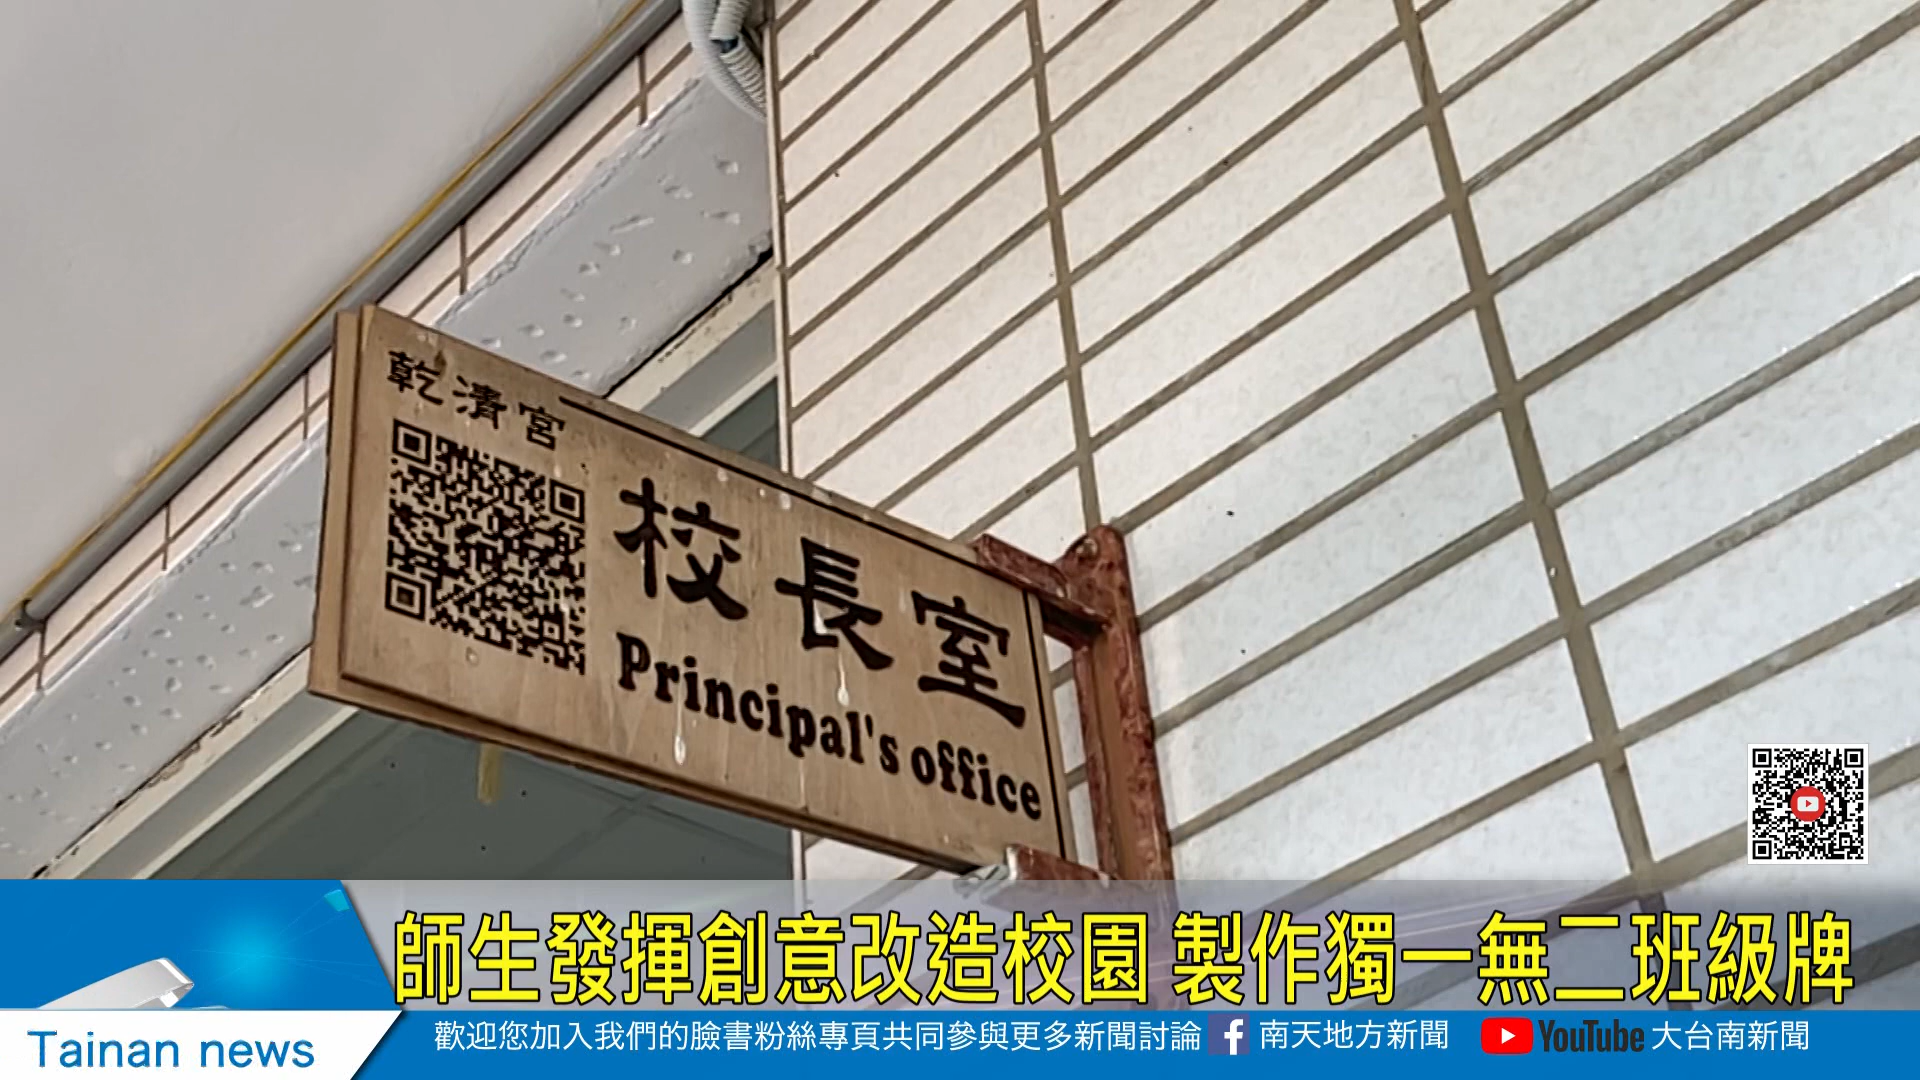 乾清宮
校長室
Principal's office
師生發揮創意改造校園 製作獨一無二班級牌
Tainan news
歡迎您加入我們的臉書粉絲專頁共同參與更多新聞討論 南天地方新聞 YouTube 大台南新聞